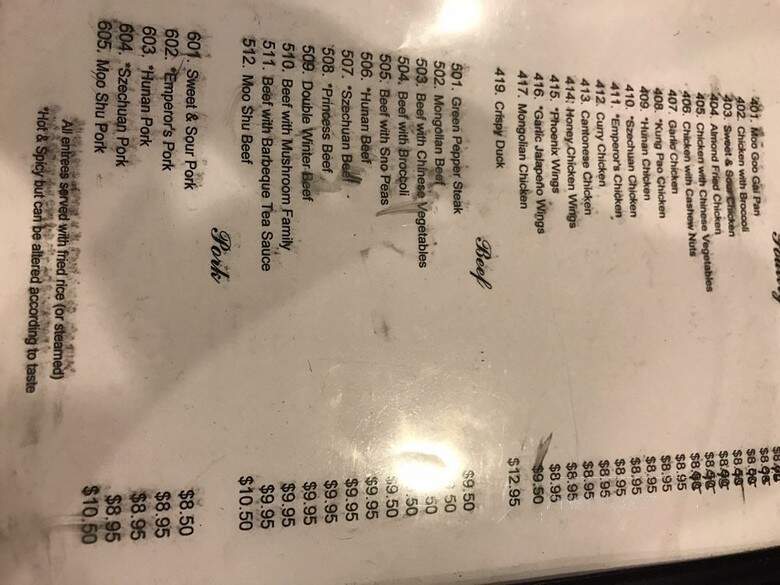 401. Moo Goo Gai Pan
402. Chicken with Broccoli
403. Sweet & Sour Chicken
404. Almond Fried Chicken
405. Chicken with Chinese Vegetables
406. Chicken with Cashew Nuts
407. Garlic Chicken
408. *Kung Pao Chicken $8.95
409. *Hunan Chicken $8.95
410. *Szechuan Chicken $8.95
411. *Emperor's Chicken $8.95
412. Curry Chicken $8.95
413. Cantonese Chicken $8.95
414. Honey Chicken Wings $8.95
415. *Phoenix Wings $8.95
416. *Garlic Jalapeño Wings $8.95
417. Mongolian Chicken $9.50
419. Crispy Duck $12.95
Beef
501. Green Pepper Steak $9.50
502. Mongolian Beef 50
503. Beef with Chinese Vegetables 50
504. Beef with Broccoli .50
505. Beef with Sno Peas $9.50
506. *Hunan Beef $9.95
507. *Szechuan Beef $9.95
508. *Princess Beef $9.95
509. Double Winter Beef $9.95
510. Beef with Mushroom Family $9.95
511. Beef with Barbeque Tea Sauce $9.95
512. Moo Shu Beef $10.50
Pork
601. Sweet & Sour Pork $8.50
602. *Emperor's Pork $8.95
603. *Hunan Pork $8.95
604. *Szechuan Pork $8.95
605. Moo Shu Pork $10.50
All entrees served with fried rice (or steamed)
*Hot & Spicy but can be altered according to taste